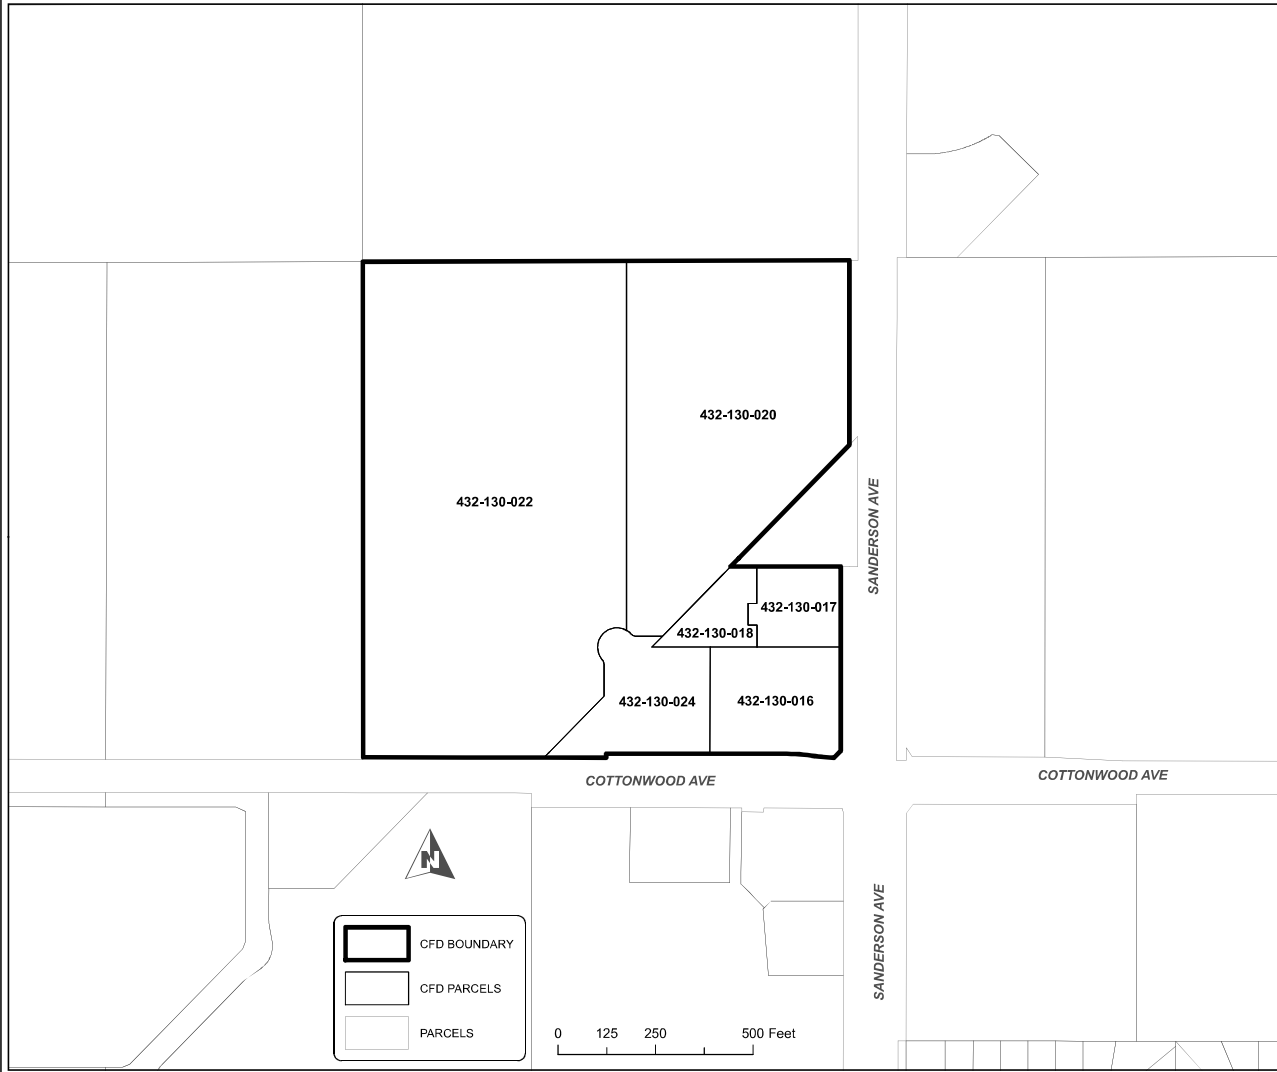 432-130-020
432-130-022
SANDERSON AVE
432-130-017
432-130-018
432-130-024
432-130-016
COTTONWOOD AVE
COTTONWOOD AVE
N
SANDERSON AVE
CFD BOUNDARY
CFD PARCELS
PARCELS
0 125 250 500 Feet